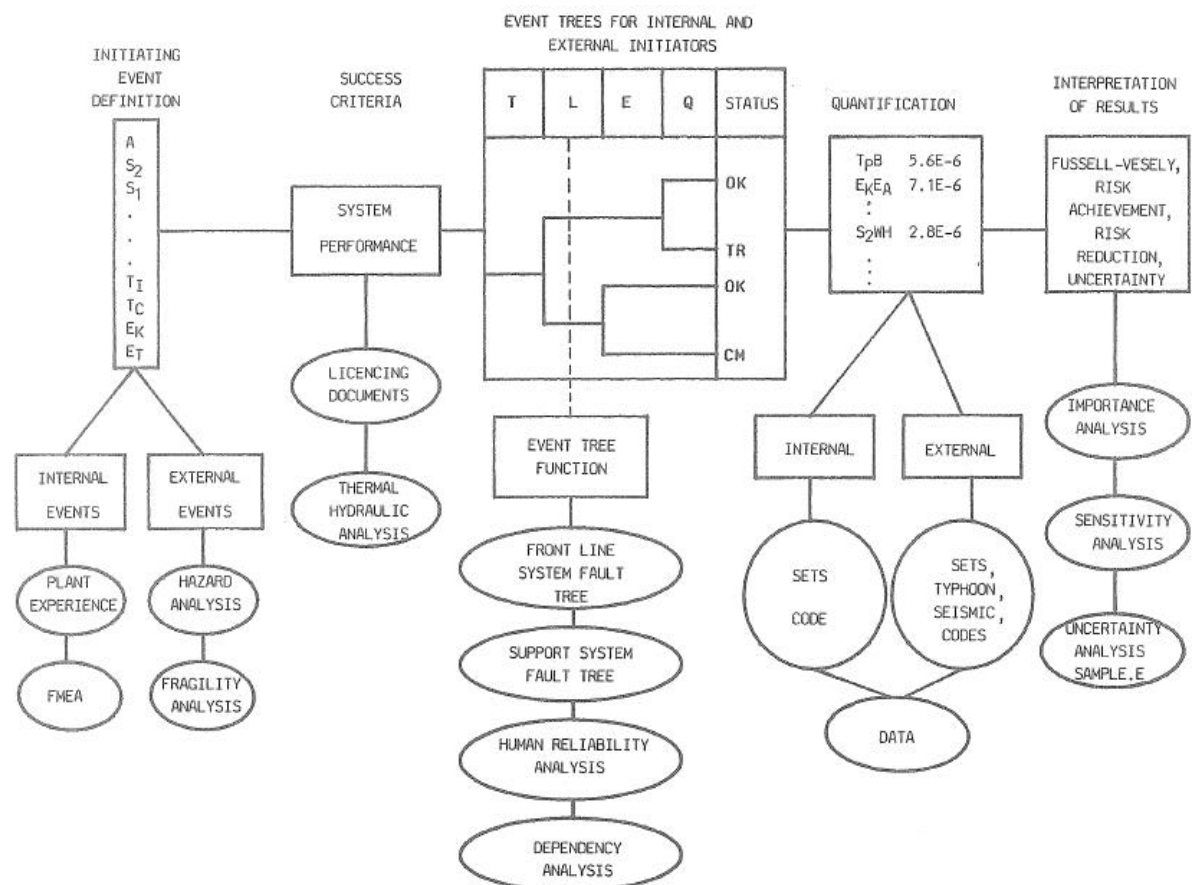 EVENT TREES FOR INTERNAL AND
EXTERNAL INITIATORS
INITIATING
EVENT
DEFINITION
SUCCESS
CRITERIA
T L E Q STATUS
QUANTIFICATION
INTERPRETATION
OF RESULTS
A
S2
S1
.
.
.
TI
TC
EK
ET
SYSTEM
PERFORMANCE
OK
TR
OK
CM
TPB 5.6E-6
EKEA 7.1E-6
:
S2WH 2.8E-6
.
.
.
FUSSELL-VESELY,
RISK
ACHIEVEMENT,
RISK
REDUCTION,
UNCERTAINTY
INTERNAL
EVENTS
EXTERNAL
EVENTS
PLANT
EXPERIENCE
HAZARD
ANALYSIS
FMEA
FRAGILITY
ANALYSIS
LICENCING
DOCUMENTS
THERMAL
HYDRAULIC
ANALYSIS
EVENT TREE
FUNCTION
FRONT LINE
SYSTEM FAULT
TREE
SUPPORT SYSTEM
FAULT TREE
HUMAN RELIABILITY
ANALYSIS
DEPENDENCY
ANALYSIS
INTERNAL
EXTERNAL
SETS
CODE
SETS,
TYPHOON,
SEISMIC,
CODES
DATA
IMPORTANCE
ANALYSIS
SENSITIVITY
ANALYSIS
UNCERTAINTY
ANALYSIS
SAMPLE.E